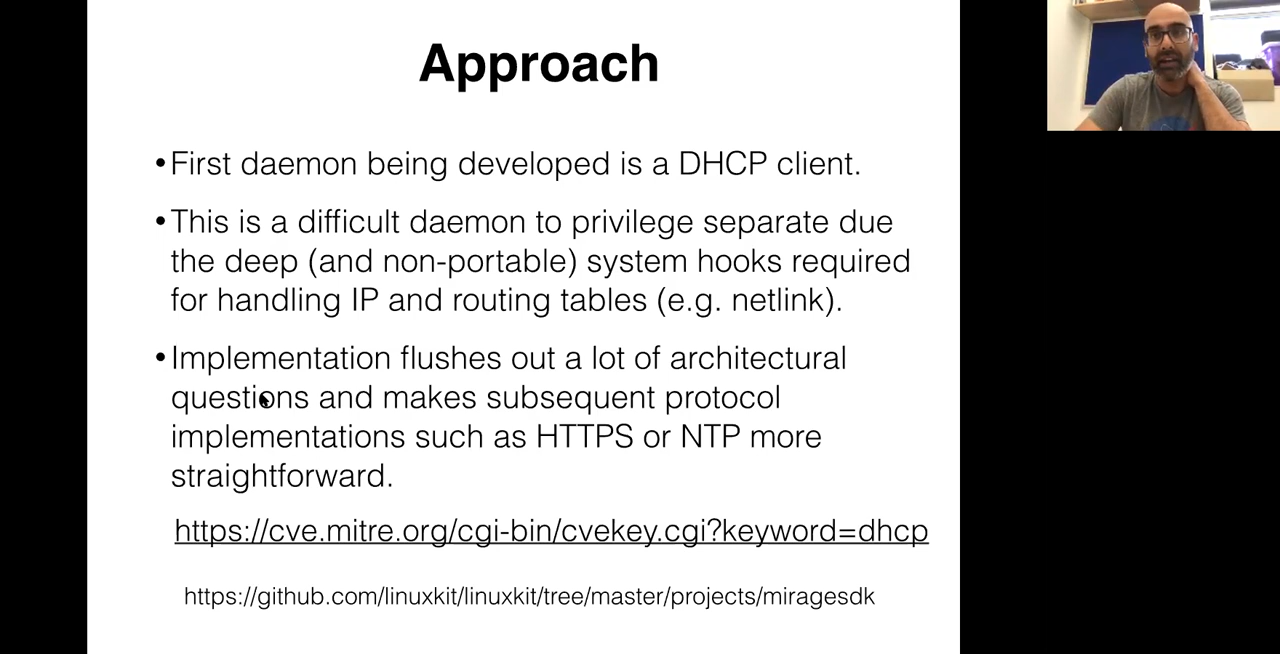 Approach
•First daemon being developed is a DHCP client.
•This is a difficult daemon to privilege separate due
the deep (and non-portable) system hooks required
for handling IP and routing tables (e.g. netlink).
•Implementation flushes out a lot of architectural
questions and makes subsequent protocol
implementations such as HTTPS or NTP more
straightforward.
https://cve.mitre.org/cgi-bin/cvekey.cgi?keyword=dhcp
https://github.com/linuxkit/linuxkit/tree/master/projects/miragesdk